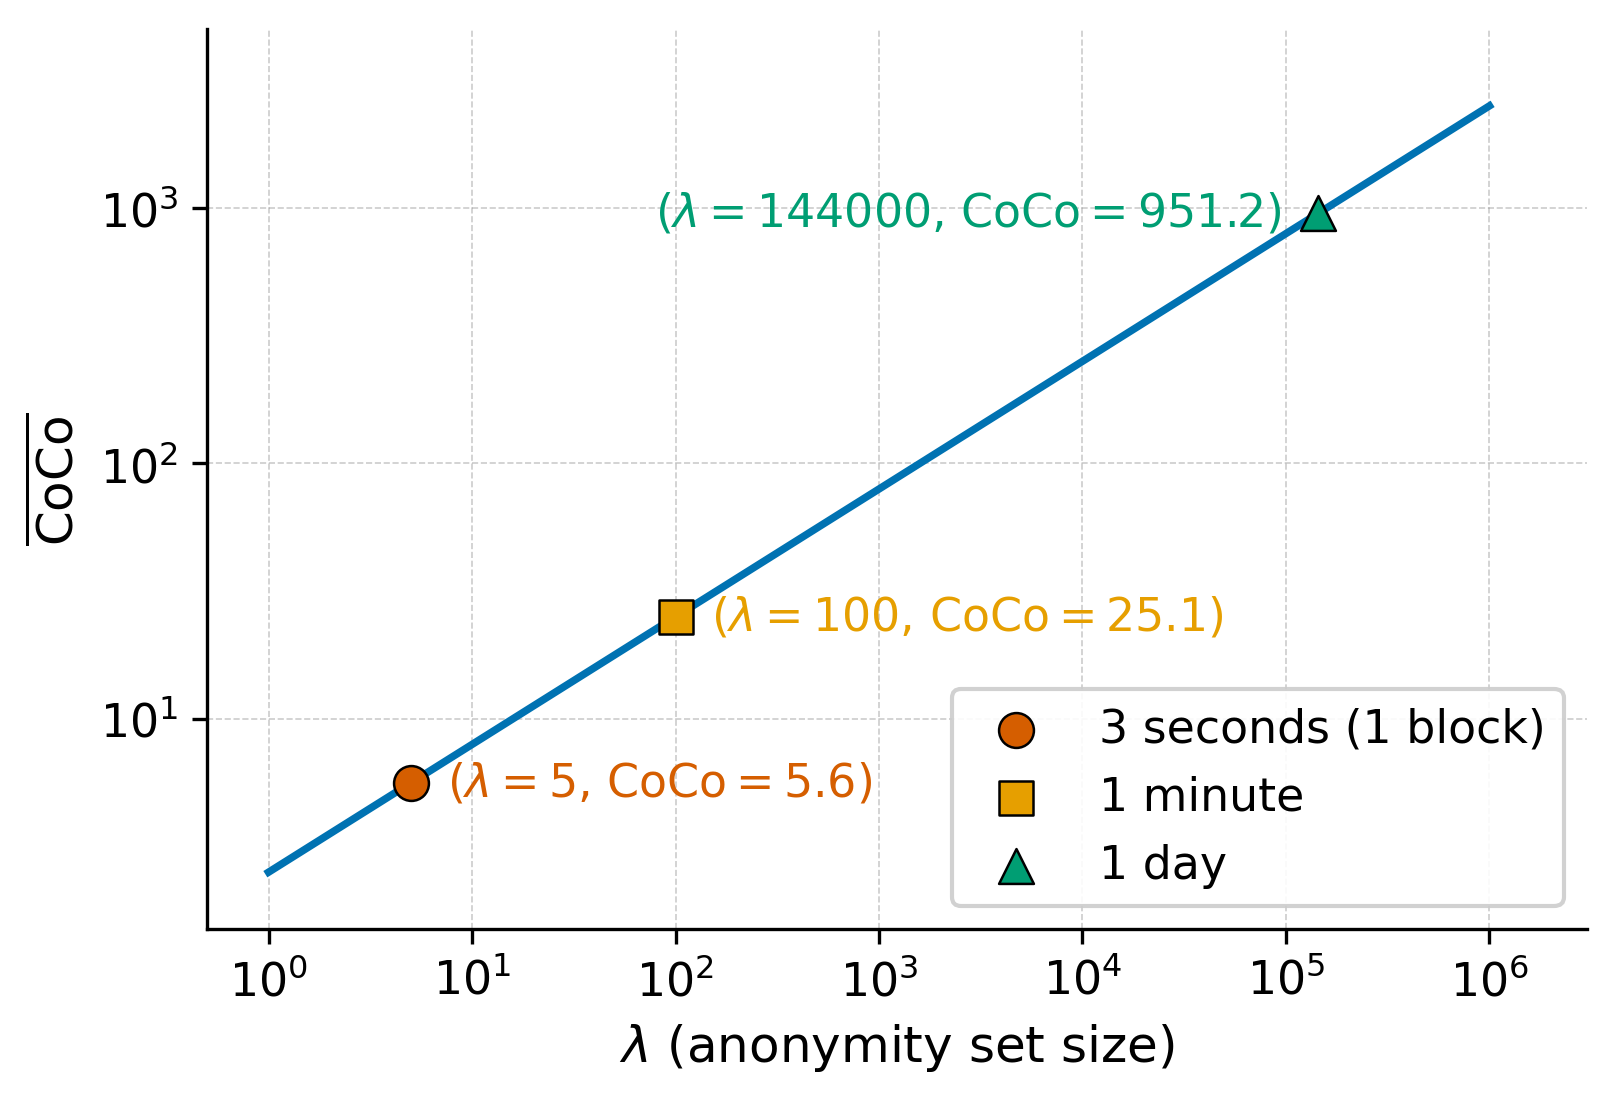 10³
10²
10¹
C̅o̅C̅o̅
(λ = 144000, CoCo = 951.2)
(λ = 100, CoCo = 25.1)
(λ = 5, CoCo = 5.6)
3 seconds (1 block)
1 minute
1 day
10⁰ 10¹ 10² 10³ 10⁴ 10⁵ 10⁶
λ (anonymity set size)